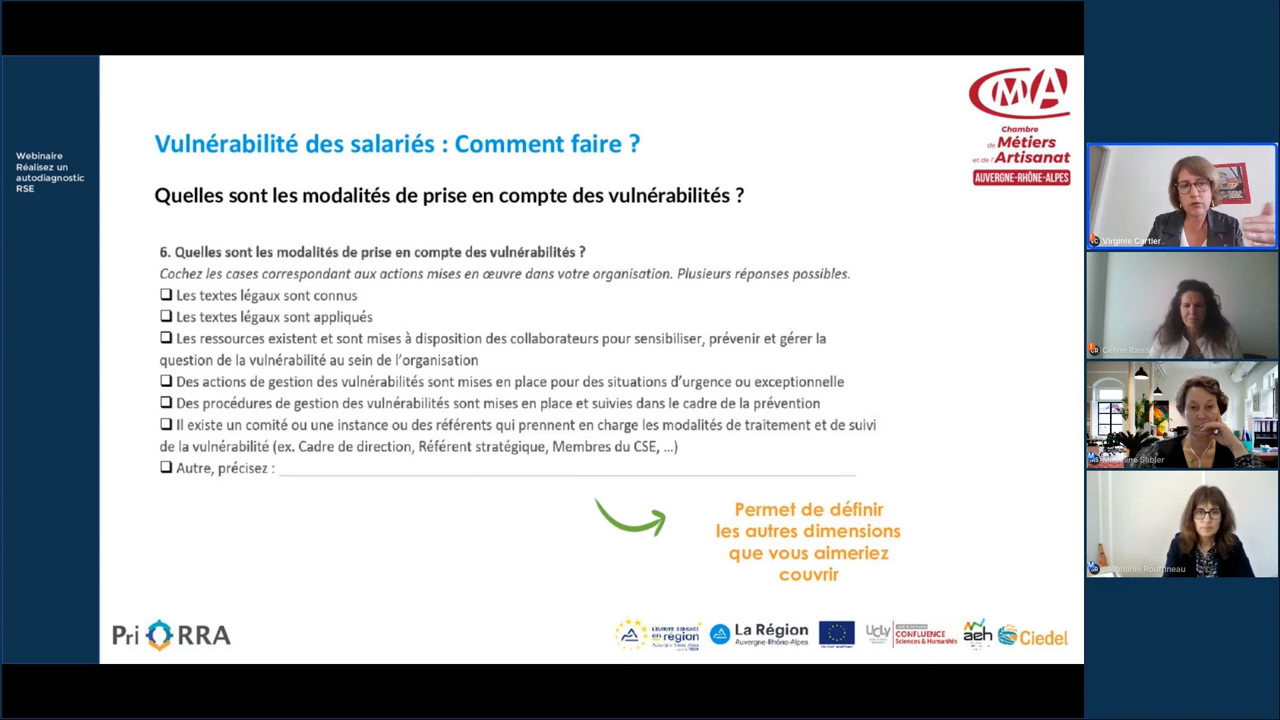 Webinaire
Réalisez un
autodiagnostic
RSE
CMA
Chambre
de Métiers
et de l'Artisanat
AUVERGNE-RHÔNE-ALPES
Vulnérabilité des salariés : Comment faire ?
Quelles sont les modalités de prise en compte des vulnérabilités ?
6. Quelles sont les modalités de prise en compte des vulnérabilités ?
Cochez les cases correspondant aux actions mises en œuvre dans votre organisation. Plusieurs réponses possibles.
❑ Les textes légaux sont connus
❑ Les textes légaux sont appliqués
❑ Les ressources existent et sont mises à disposition des collaborateurs pour sensibiliser, prévenir et gérer la
question de la vulnérabilité au sein de l'organisation
❑ Des actions de gestion des vulnérabilités sont mises en place pour des situations d'urgence ou exceptionnelle
❑ Des procédures de gestion des vulnérabilités sont mises en place et suivies dans le cadre de la prévention
❑ Il existe un comité ou une instance ou des référents qui prennent en charge les modalités de traitement et de suivi
de la vulnérabilité (ex. Cadre de direction, Référent stratégique, Membres du CSE, …)
❑ Autre, précisez :
Permet de définir
les autres dimensions
que vous aimeriez
couvrir
Pri RRA
en région
La Région
Auvergne-Rhône-Alpes
UCLy
CONFLUENCE
Sciences & Humanités
aeh
Ciedel
Virginie Cartier
Stéphanie